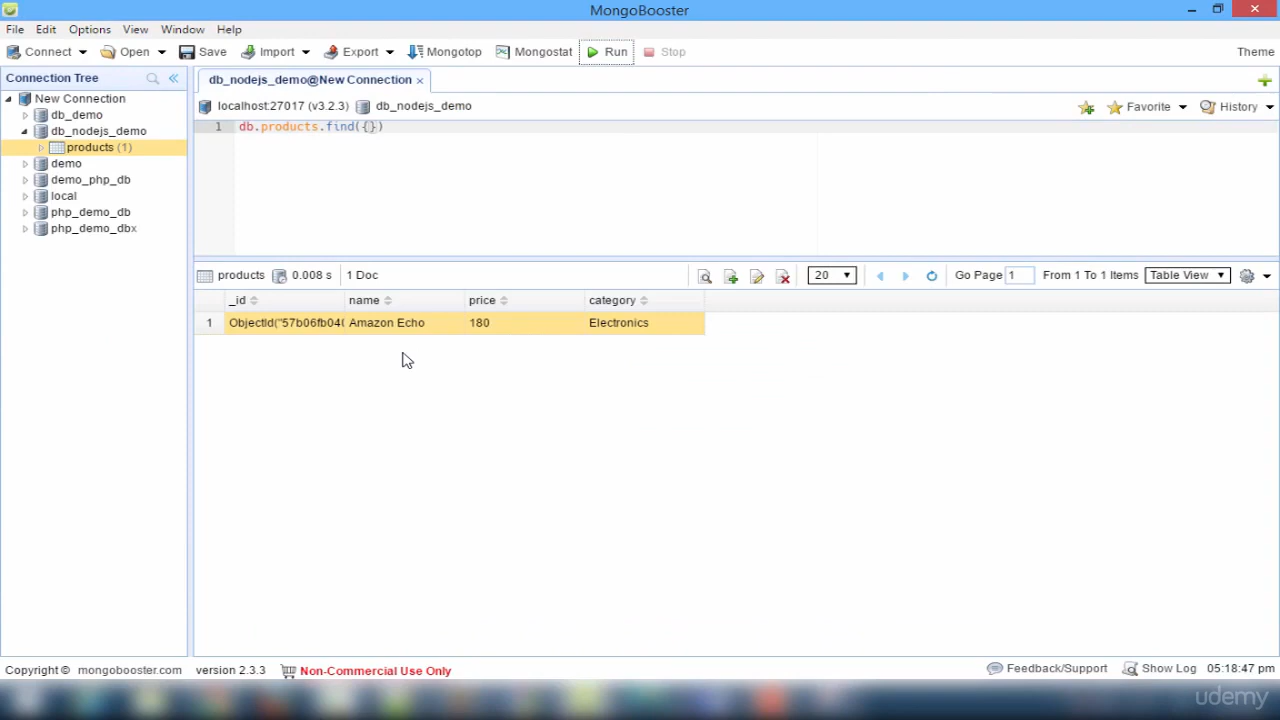 MongoBooster
File Edit Options View Window Help
Connect Open Save Import Export Mongotop Mongostat Run Stop Theme
Connection Tree
db_nodejs_demo@New Connection ×
New Connection
db_demo
db_nodejs_demo
products (1)
demo
demo_php_db
local
php_demo_db
php_demo_dbx
localhost:27017 (v3.2.3) db_nodejs_demo Favorite History
1 db.products.find({})
products 0.008 s 1 Doc 20 Go Page 1 From 1 To 1 Items Table View
_id name price category
1 ObjectId("57b06fb040 Amazon Echo 180 Electronics
Copyright © mongobooster.com version 2.3.3 Non-Commercial Use Only Feedback/Support Show Log 05:18:47 pm
udemy